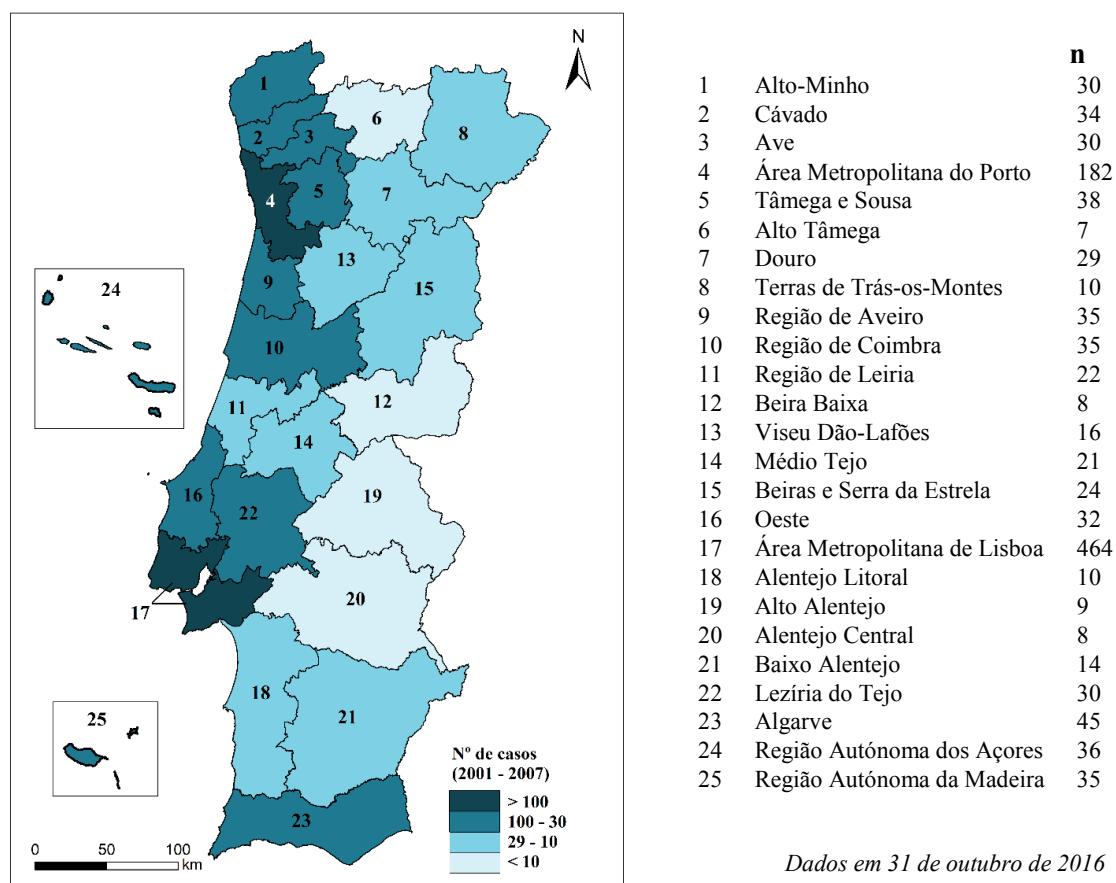 N
1
2
3
4
5
6
7
8
9
10
11
12
13
14
15
16
17
18
19
20
21
22
23
24
25
Nº de casos
(2001 - 2007)
> 100
100 - 30
29 - 10
< 10
0 50 100
km
n
1 Alto-Minho 30
2 Cávado 34
3 Ave 30
4 Área Metropolitana do Porto 182
5 Tâmega e Sousa 38
6 Alto Tâmega 7
7 Douro 29
8 Terras de Trás-os-Montes 10
9 Região de Aveiro 35
10 Região de Coimbra 35
11 Região de Leiria 22
12 Beira Baixa 8
13 Viseu Dão-Lafões 16
14 Médio Tejo 21
15 Beiras e Serra da Estrela 24
16 Oeste 32
17 Área Metropolitana de Lisboa 464
18 Alentejo Litoral 10
19 Alto Alentejo 9
20 Alentejo Central 8
21 Baixo Alentejo 14
22 Lezíria do Tejo 30
23 Algarve 45
24 Região Autónoma dos Açores 36
25 Região Autónoma da Madeira 35
Dados em 31 de outubro de 2016